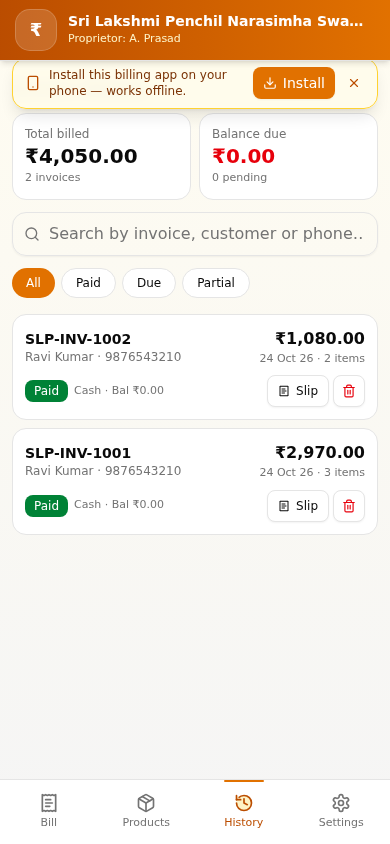 ₹
Sri Lakshmi Penchil Narasimha Swa...
Proprietor: A. Prasad
Install this billing app on your
phone — works offline.
Install
Total billed
₹4,050.00
2 invoices
Balance due
₹0.00
0 pending
Search by invoice, customer or phone..
All
Paid
Due
Partial
SLP-INV-1002
₹1,080.00
Ravi Kumar · 9876543210
24 Oct 26 · 2 items
Paid
Cash · Bal ₹0.00
Slip
SLP-INV-1001
₹2,970.00
Ravi Kumar · 9876543210
24 Oct 26 · 3 items
Paid
Cash · Bal ₹0.00
Slip
Bill
Products
History
Settings